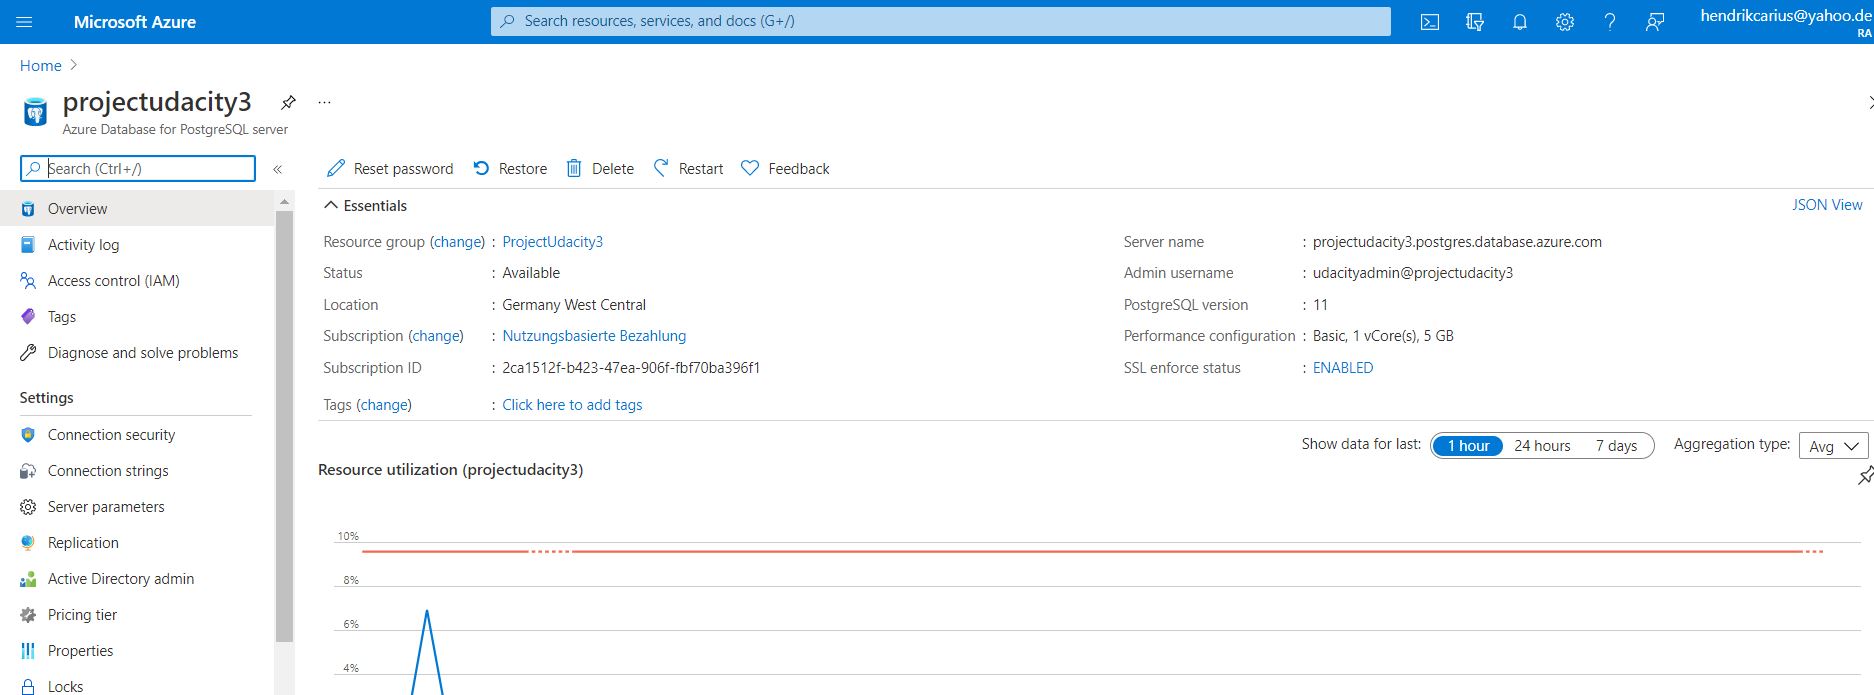 Microsoft Azure
Search resources, services, and docs (G+/)
hendrikcarius@yahoo.de
RA
Home
projectudacity3
...
Azure Database for PostgreSQL server
Search (Ctrl+/)
«
Overview
Activity log
Access control (IAM)
Tags
Diagnose and solve problems
Settings
Connection security
Connection strings
Server parameters
Replication
Active Directory admin
Pricing tier
Properties
Locks
Reset password Restore Delete Restart Feedback
Essentials
JSON View
Resource group (change) : ProjectUdacity3
Status : Available
Location : Germany West Central
Subscription (change) : Nutzungsbasierte Bezahlung
Subscription ID : 2ca1512f-b423-47ea-906f-fbf70ba396f1
Tags (change) : Click here to add tags
Server name : projectudacity3.postgres.database.azure.com
Admin username : udacityadmin@projectudacity3
PostgreSQL version : 11
Performance configuration : Basic, 1 vCore(s), 5 GB
SSL enforce status : ENABLED
Show data for last: 1 hour 24 hours 7 days Aggregation type: Avg
Resource utilization (projectudacity3)
10%
8%
6%
4%